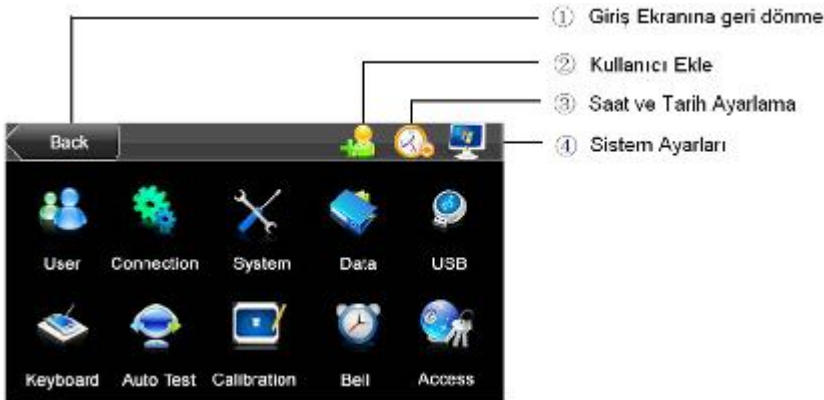 ① Giriş Ekranına geri dönme
② Kullanıcı Ekle
③ Saat ve Tarih Ayarlama
④ Sistem Ayarları
Back
User Connection System Data USB
Keyboard Auto Test Calibration Bell Access